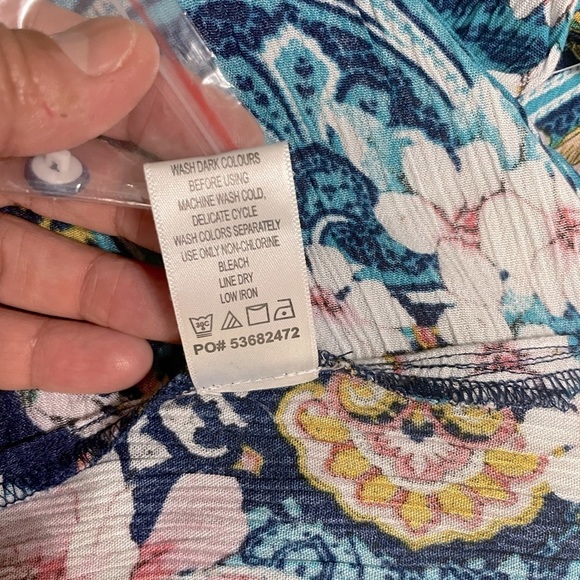 WASH DARK COLOURS
BEFORE USING
MACHINE WASH COLD,
DELICATE CYCLE
WASH COLORS SEPARATELY
USE ONLY NON-CHLORINE
BLEACH
LINE DRY
LOW IRON
30C
PO# 53682472